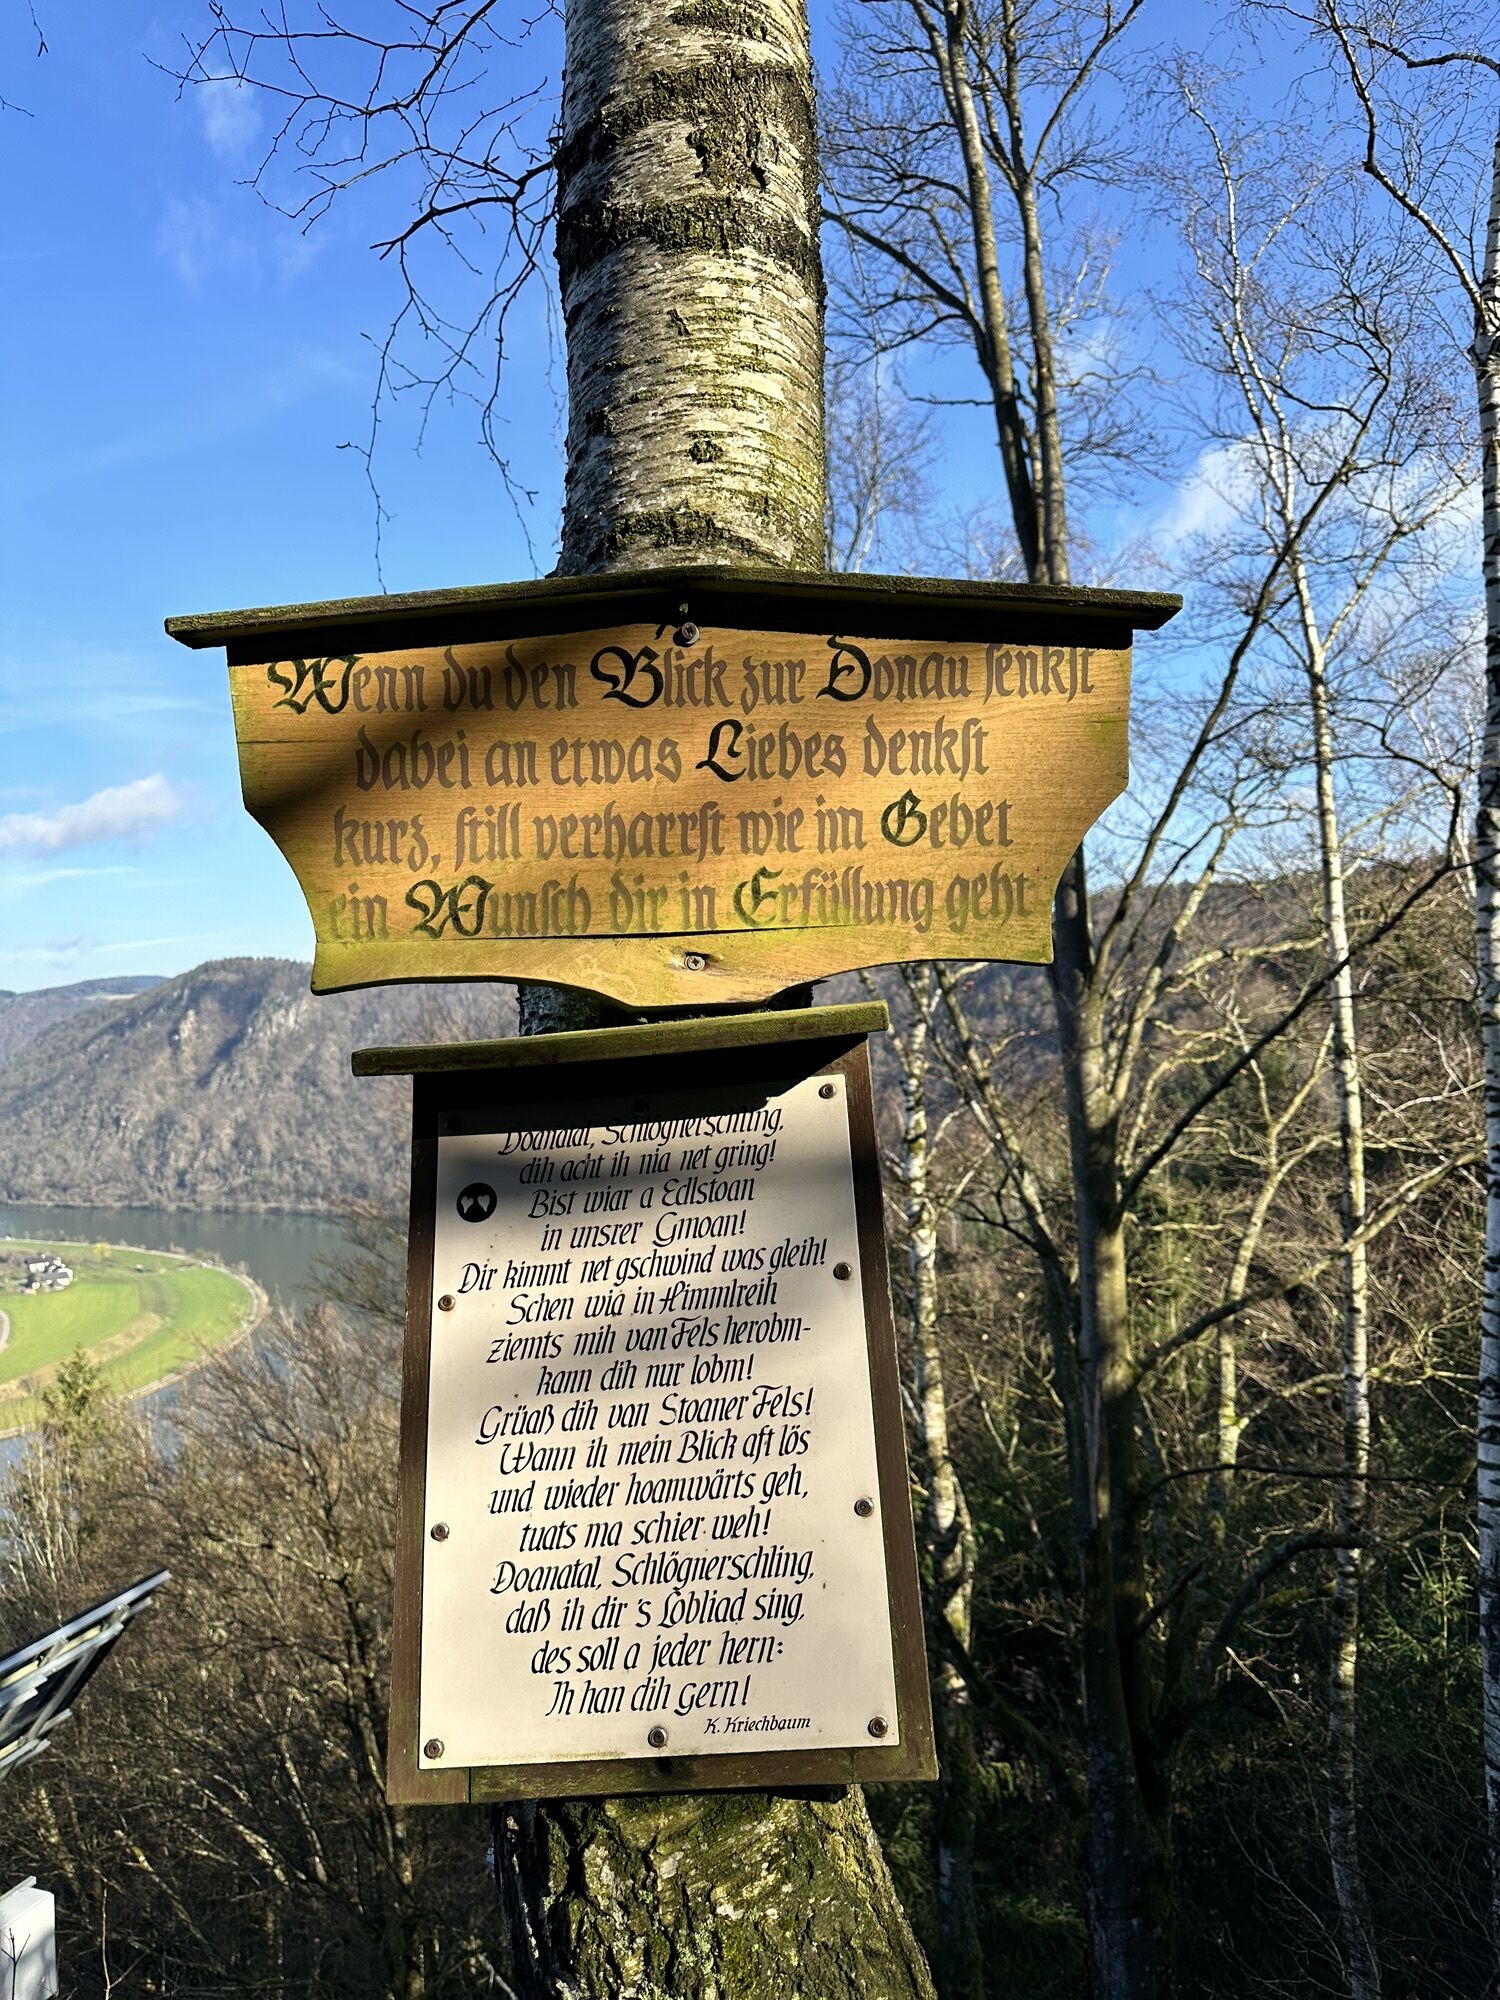 Wenn du den Blick zur Donau senkst
dabei an etwas Liebes denkst
kurz, still verharrst wie im Gebet
ein Wunsch dir in Erfüllung geht
Doanatal, Schlögnerschling,
dih acht ih nia net gring!
Bist wiar a Edlstoan
in unsrer Gmoan!
Dir kimmt net gschwind was gleih!
Schen wia in Himmlreih
ziemts mih van Fels herobm-
kann dih nur lobm!
Grüaß dih van Stoaner Fels!
Wann ih mein Blick aft lös
und wieder hoamwärts geh,
tuats ma schier weh!
Doanatal, Schlögnerschling,
daß ih dir 's Lobliad sing,
des soll a jeder hern:
Ih han dih gern!
K. Kriechbaum